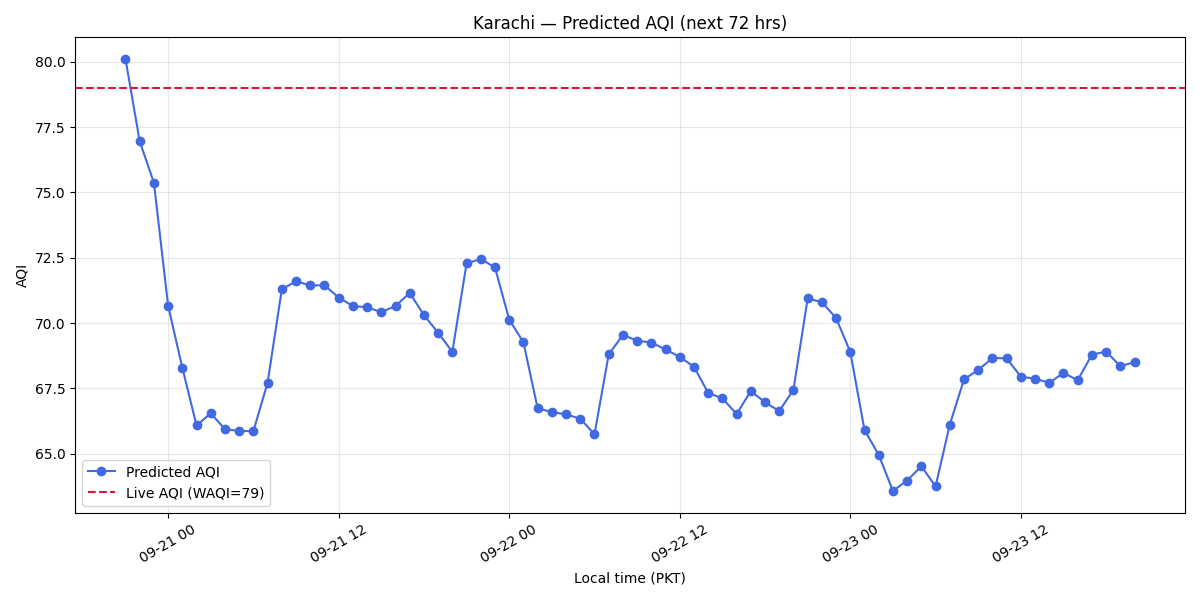 Karachi — Predicted AQI (next 72 hrs)
80.0
77.5
75.0
72.5
70.0
67.5
65.0
AQI
Predicted AQI
Live AQI (WAQI=79)
09-21 00
09-21 12
09-22 00
09-22 12
09-23 00
09-23 12
Local time (PKT)